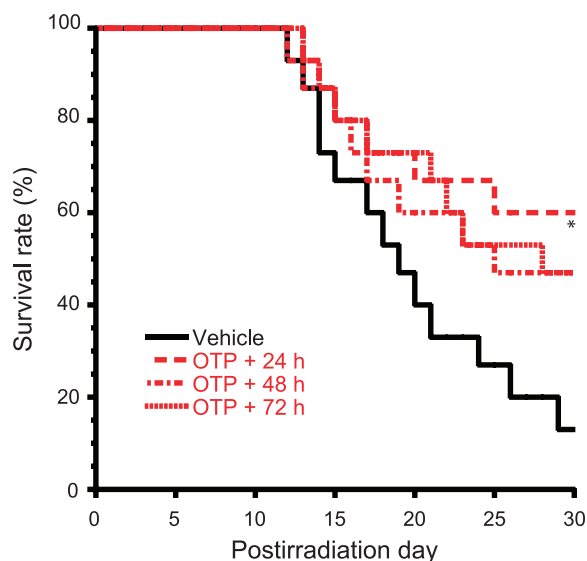 Survival rate (%)
100
80
60
40
20
0
*
Vehicle
OTP + 24 h
OTP + 48 h
OTP + 72 h
0 5 10 15 20 25 30
Postirradiation day